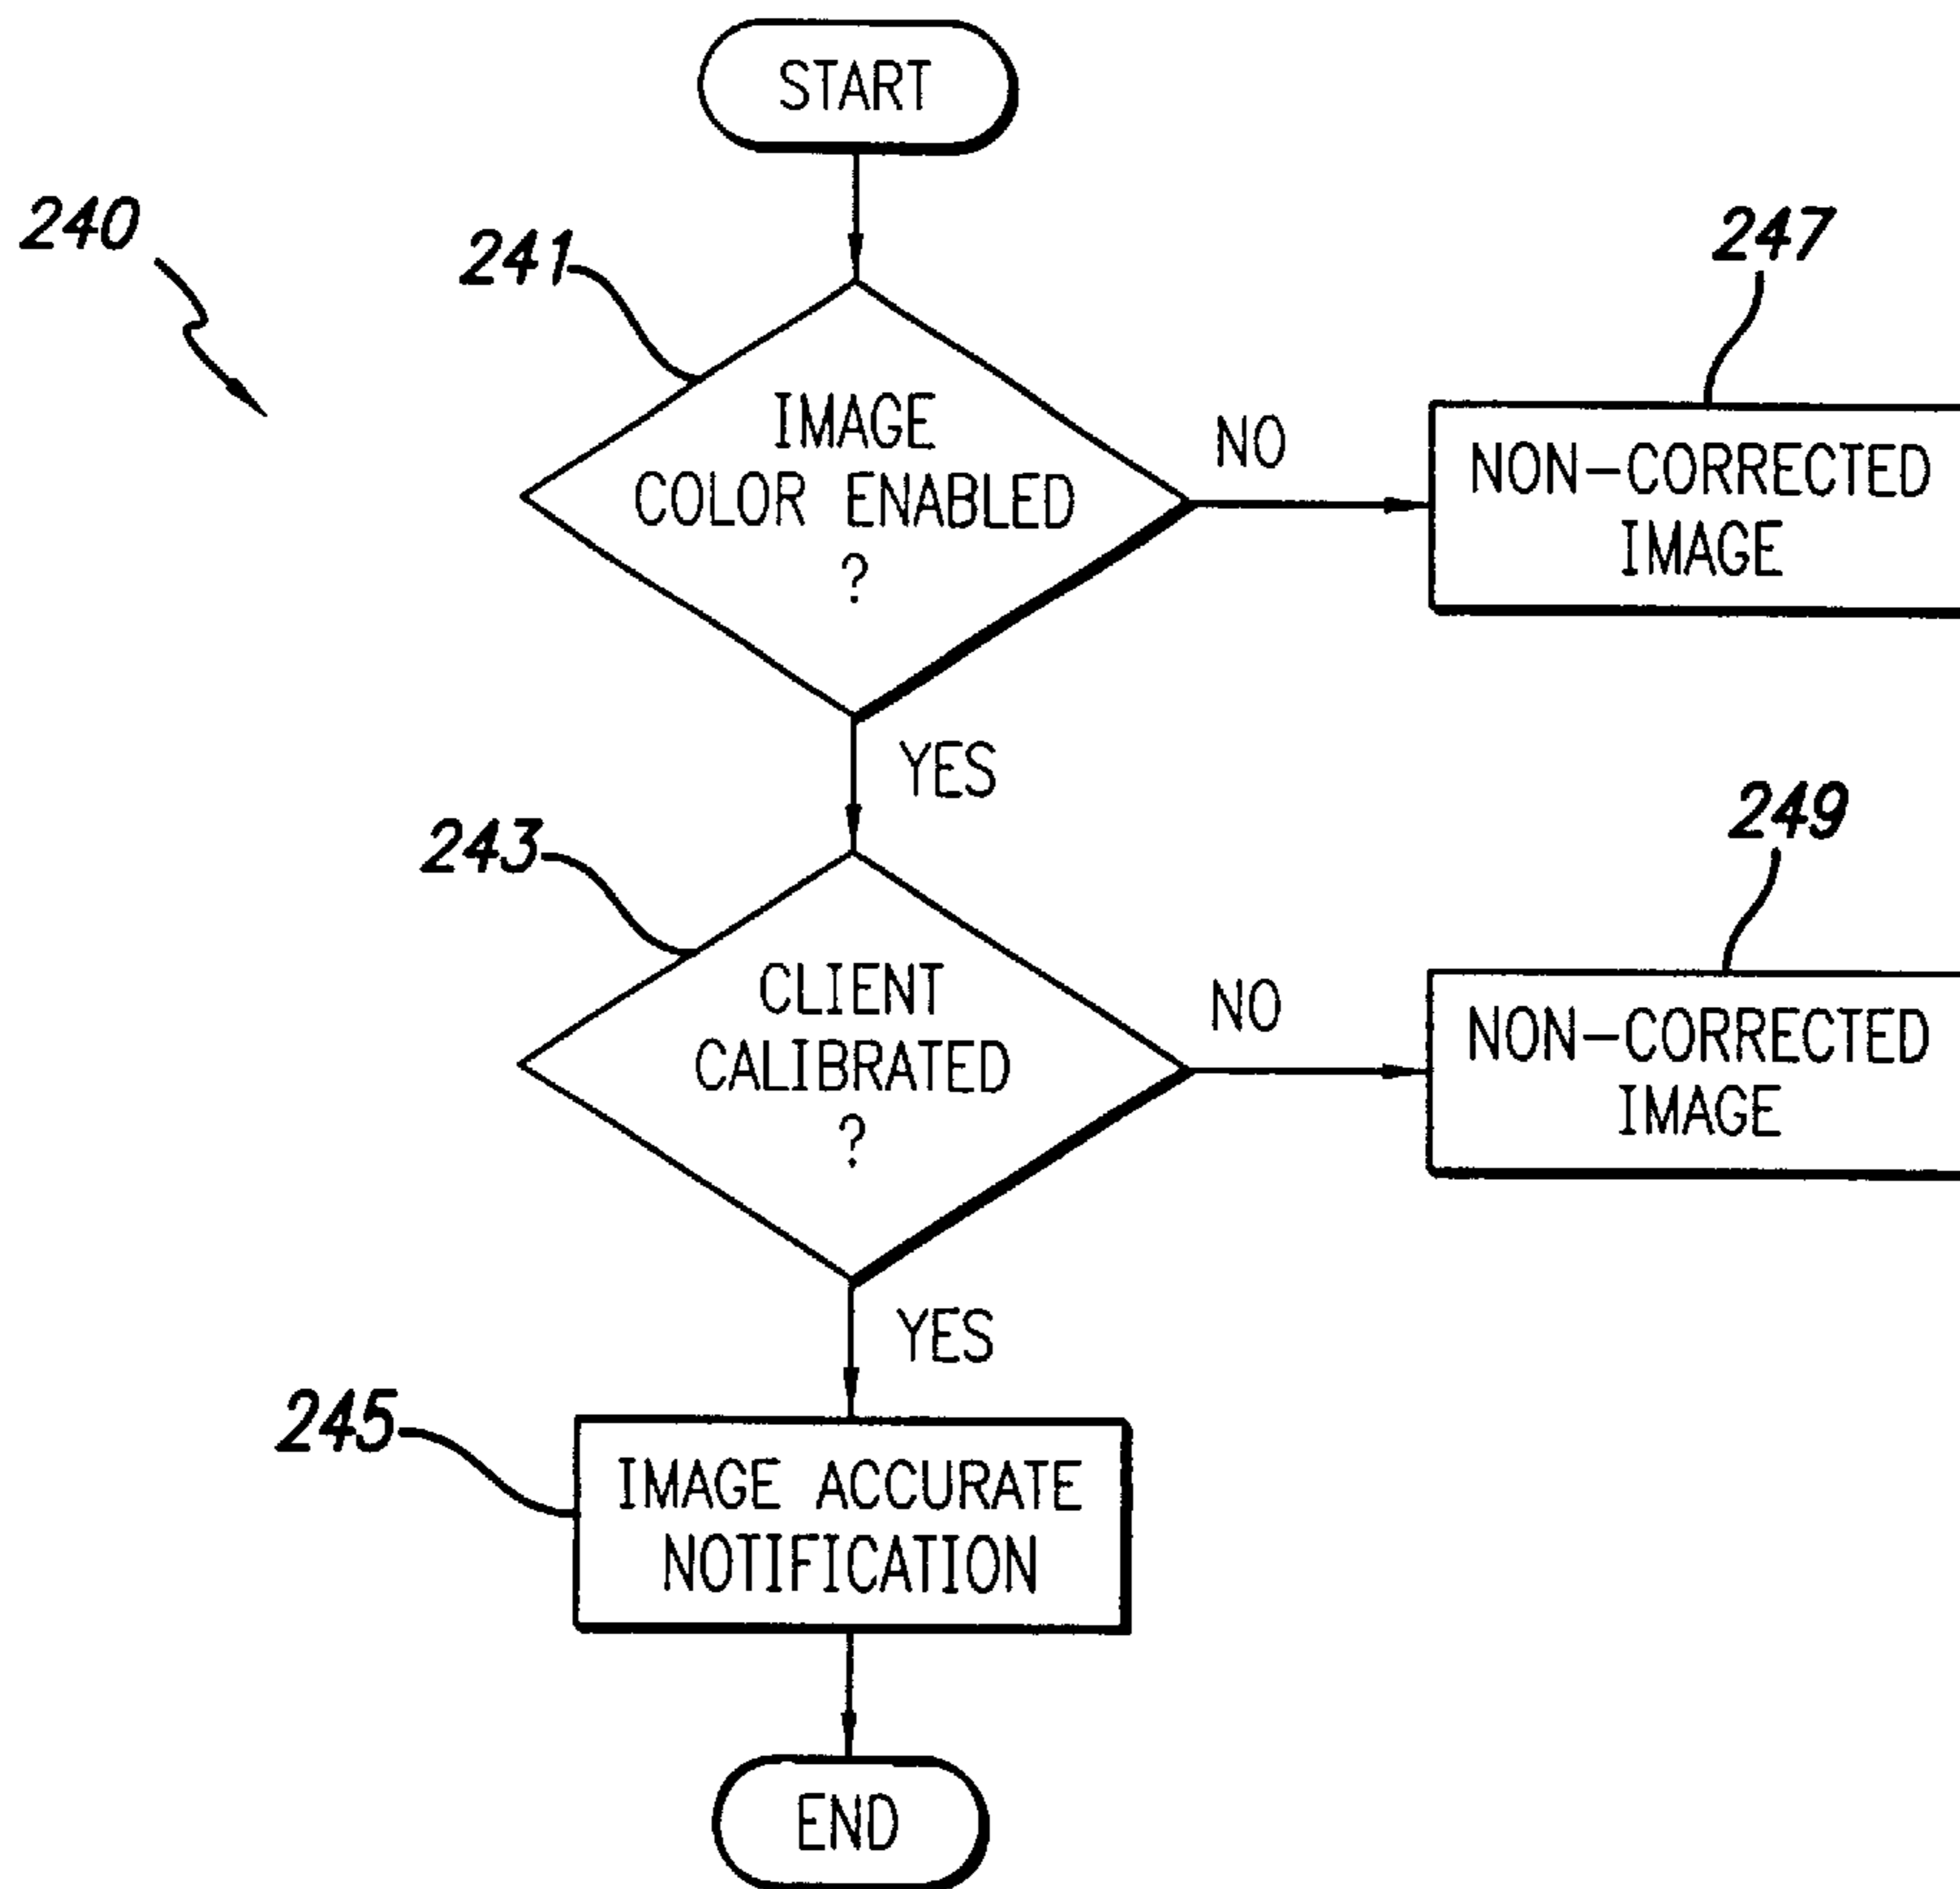 START
240
241
247
IMAGE
COLOR ENABLED
?
NO
NON-CORRECTED
IMAGE
YES
243
249
CLIENT
CALIBRATED
?
NO
NON-CORRECTED
IMAGE
YES
245
IMAGE ACCURATE
NOTIFICATION
END